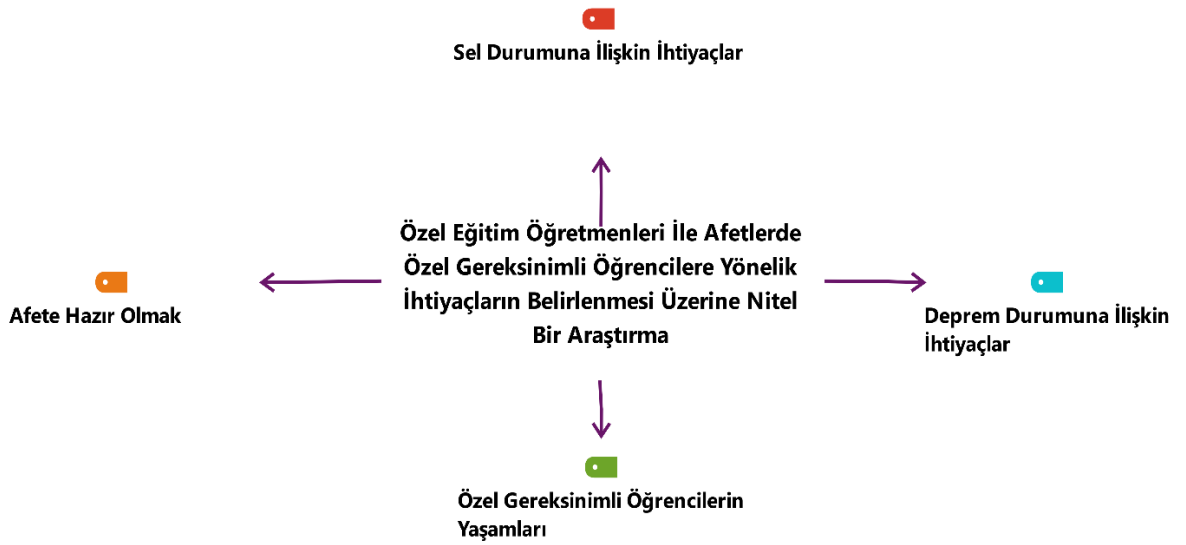 Sel Durumuna İlişkin İhtiyaçlar
Özel Eğitim Öğretmenleri İle Afetlerde
Özel Gereksinimli Öğrencilere Yönelik
İhtiyaçların Belirlenmesi Üzerine Nitel
Bir Araştırma
Afete Hazır Olmak
Deprem Durumuna İlişkin
İhtiyaçlar
Özel Gereksinimli Öğrencilerin
Yaşamları